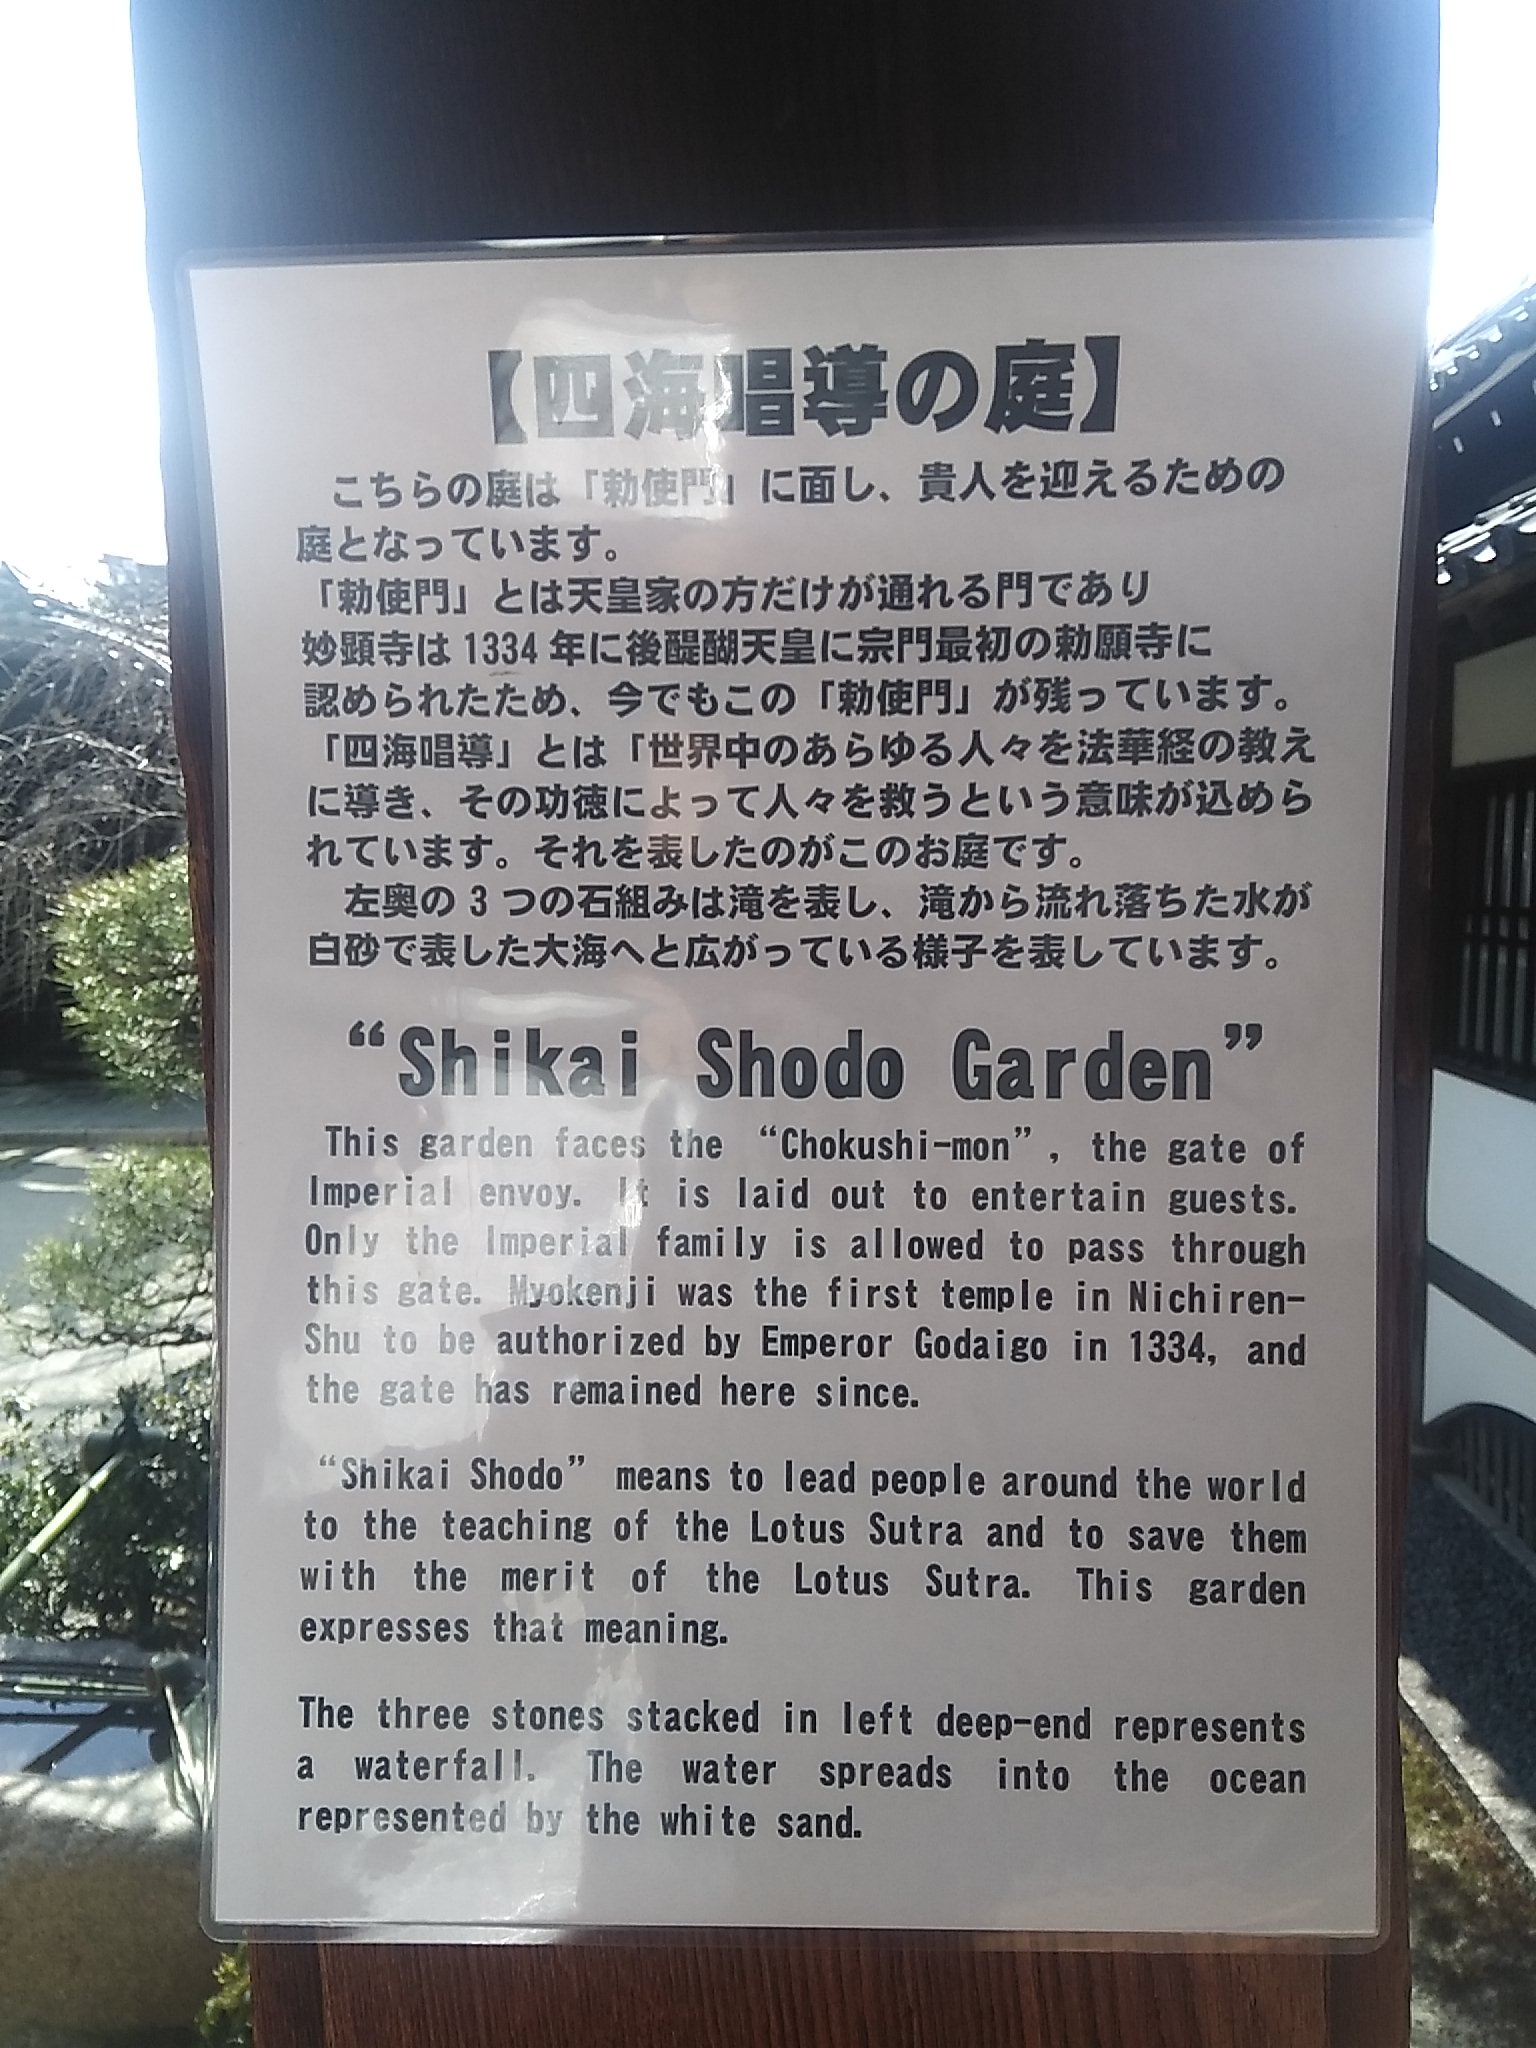 【四海唱導の庭】
こちらの庭は「勅使門」に面し、貴人を迎えるための
庭となっています。
「勅使門」とは天皇家の方だけが通れる門であり
妙顕寺は1334年に後醍醐天皇に宗門最初の勅願寺に
認められたため、今でもこの「勅使門」が残っています。
「四海唱導」とは「世界中のあらゆる人々を法華経の教え
に導き、その功徳によって人々を救うという意味が込めら
れています。それを表したのがこのお庭です。
左奥の3つの石組みは滝を表し、滝から流れ落ちた水が
白砂で表した大海へと広がっている様子を表しています。
“Shikai Shodo Garden”
This garden faces the “Chokushi-mon”, the gate of
Imperial envoy. It is laid out to entertain guests.
Only the Imperial family is allowed to pass through
this gate. Myokenji was the first temple in Nichiren-
Shu to be authorized by Emperor Godaigo in 1334, and
the gate has remained here since.
“Shikai Shodo” means to lead people around the world
to the teaching of the Lotus Sutra and to save them
with the merit of the Lotus Sutra. This garden
expresses that meaning.
The three stones stacked in left deep-end represents
a waterfall. The water spreads into the ocean
represented by the white sand.